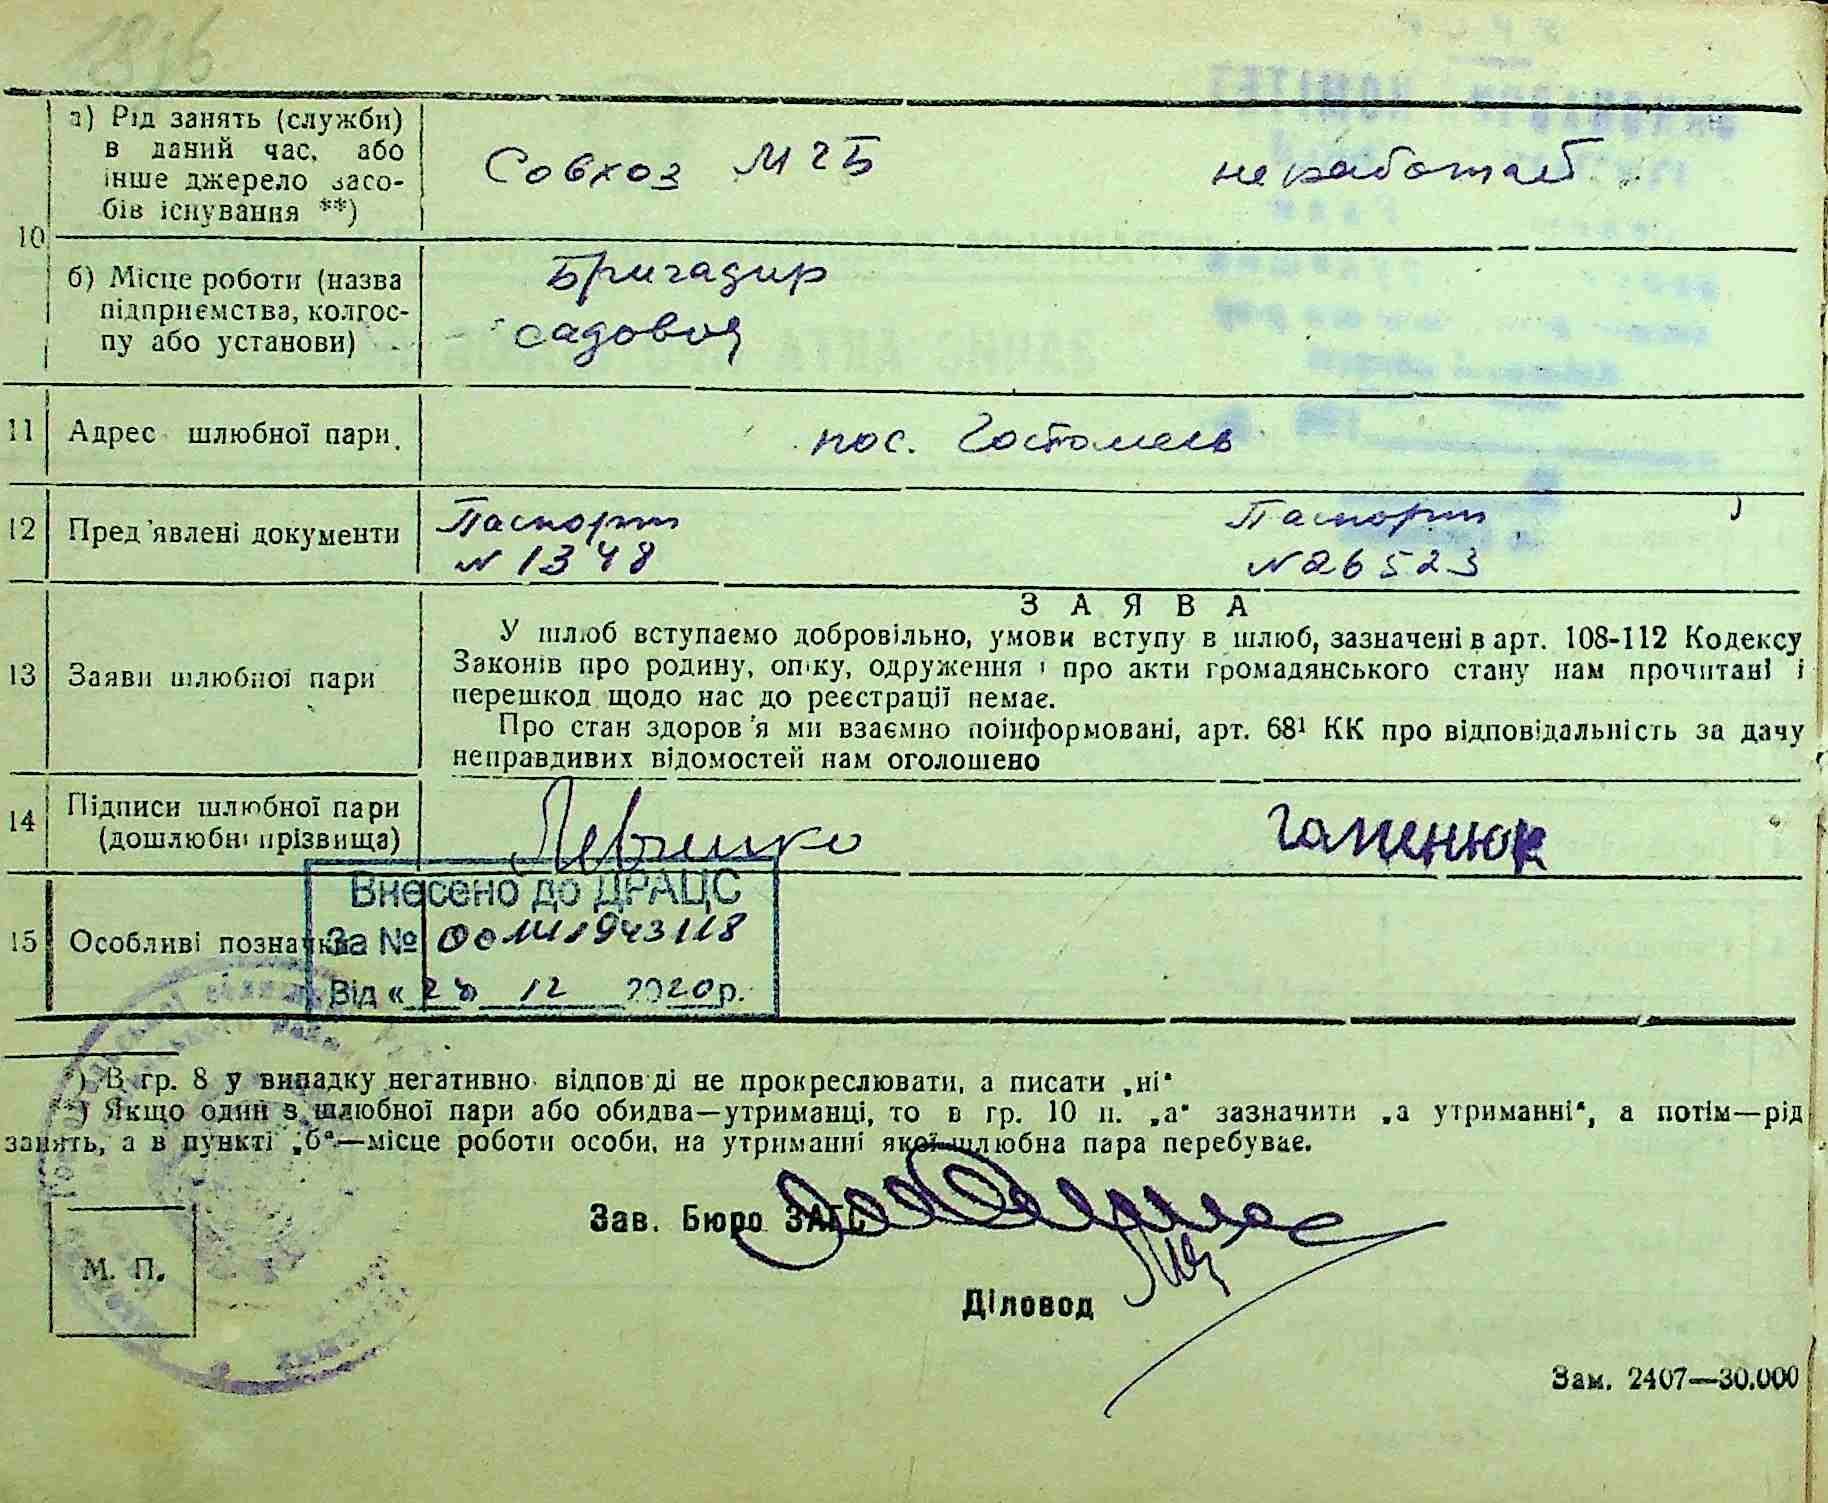 а) Рід занять (служби)
в даний час, або
інше джерело засо-
бів існування **)
Совхоз МЧБ
не работает
10
б) Місце роботи (назва
підприємства, колгос-
пу або установи)
Бригадир
садовод
11 Адрес шлюбної пари.
пос. Гостомель
12 Пред'явлені документи
Паспорт
№ 1348
Паспорт
№ 26523
13 Заяви шлюбної пари
ЗАЯВА
У шлюб вступаємо добровільно, умови вступу в шлюб, зазначені в арт. 108-112 Кодексу
Законів про родину, опіку, одруження і про акти громадянського стану нам прочитані і
перешкод щодо нас до реєстрації немає.
Про стан здоров'я ми взаємно поінформовані, арт. 68¹ КК про відповідальність за дачу
неправдивих відомостей нам оголошено
14 Підписи шлюбної пари
(дошлюбні прізвища)
Левченко
Гапенюк
15 Особливі позначки
Внесено до ДРАЦС
За №
Від « 12 2020р.
*) В гр. 8 у випадку негативно відповіді не прокреслювати, а писати „ні“
**) Якщо один з шлюбної пари або обидва—утриманці, то в гр. 10 п. „а“ зазначити „а утриманні“, а потім—рід
занять, а в пункті „б“—місце роботи особи, на утриманні якої шлюбна пара перебуває.
Зав. Бюро ЗАГС
М. П.
Діловод
Зам. 2407—30.000